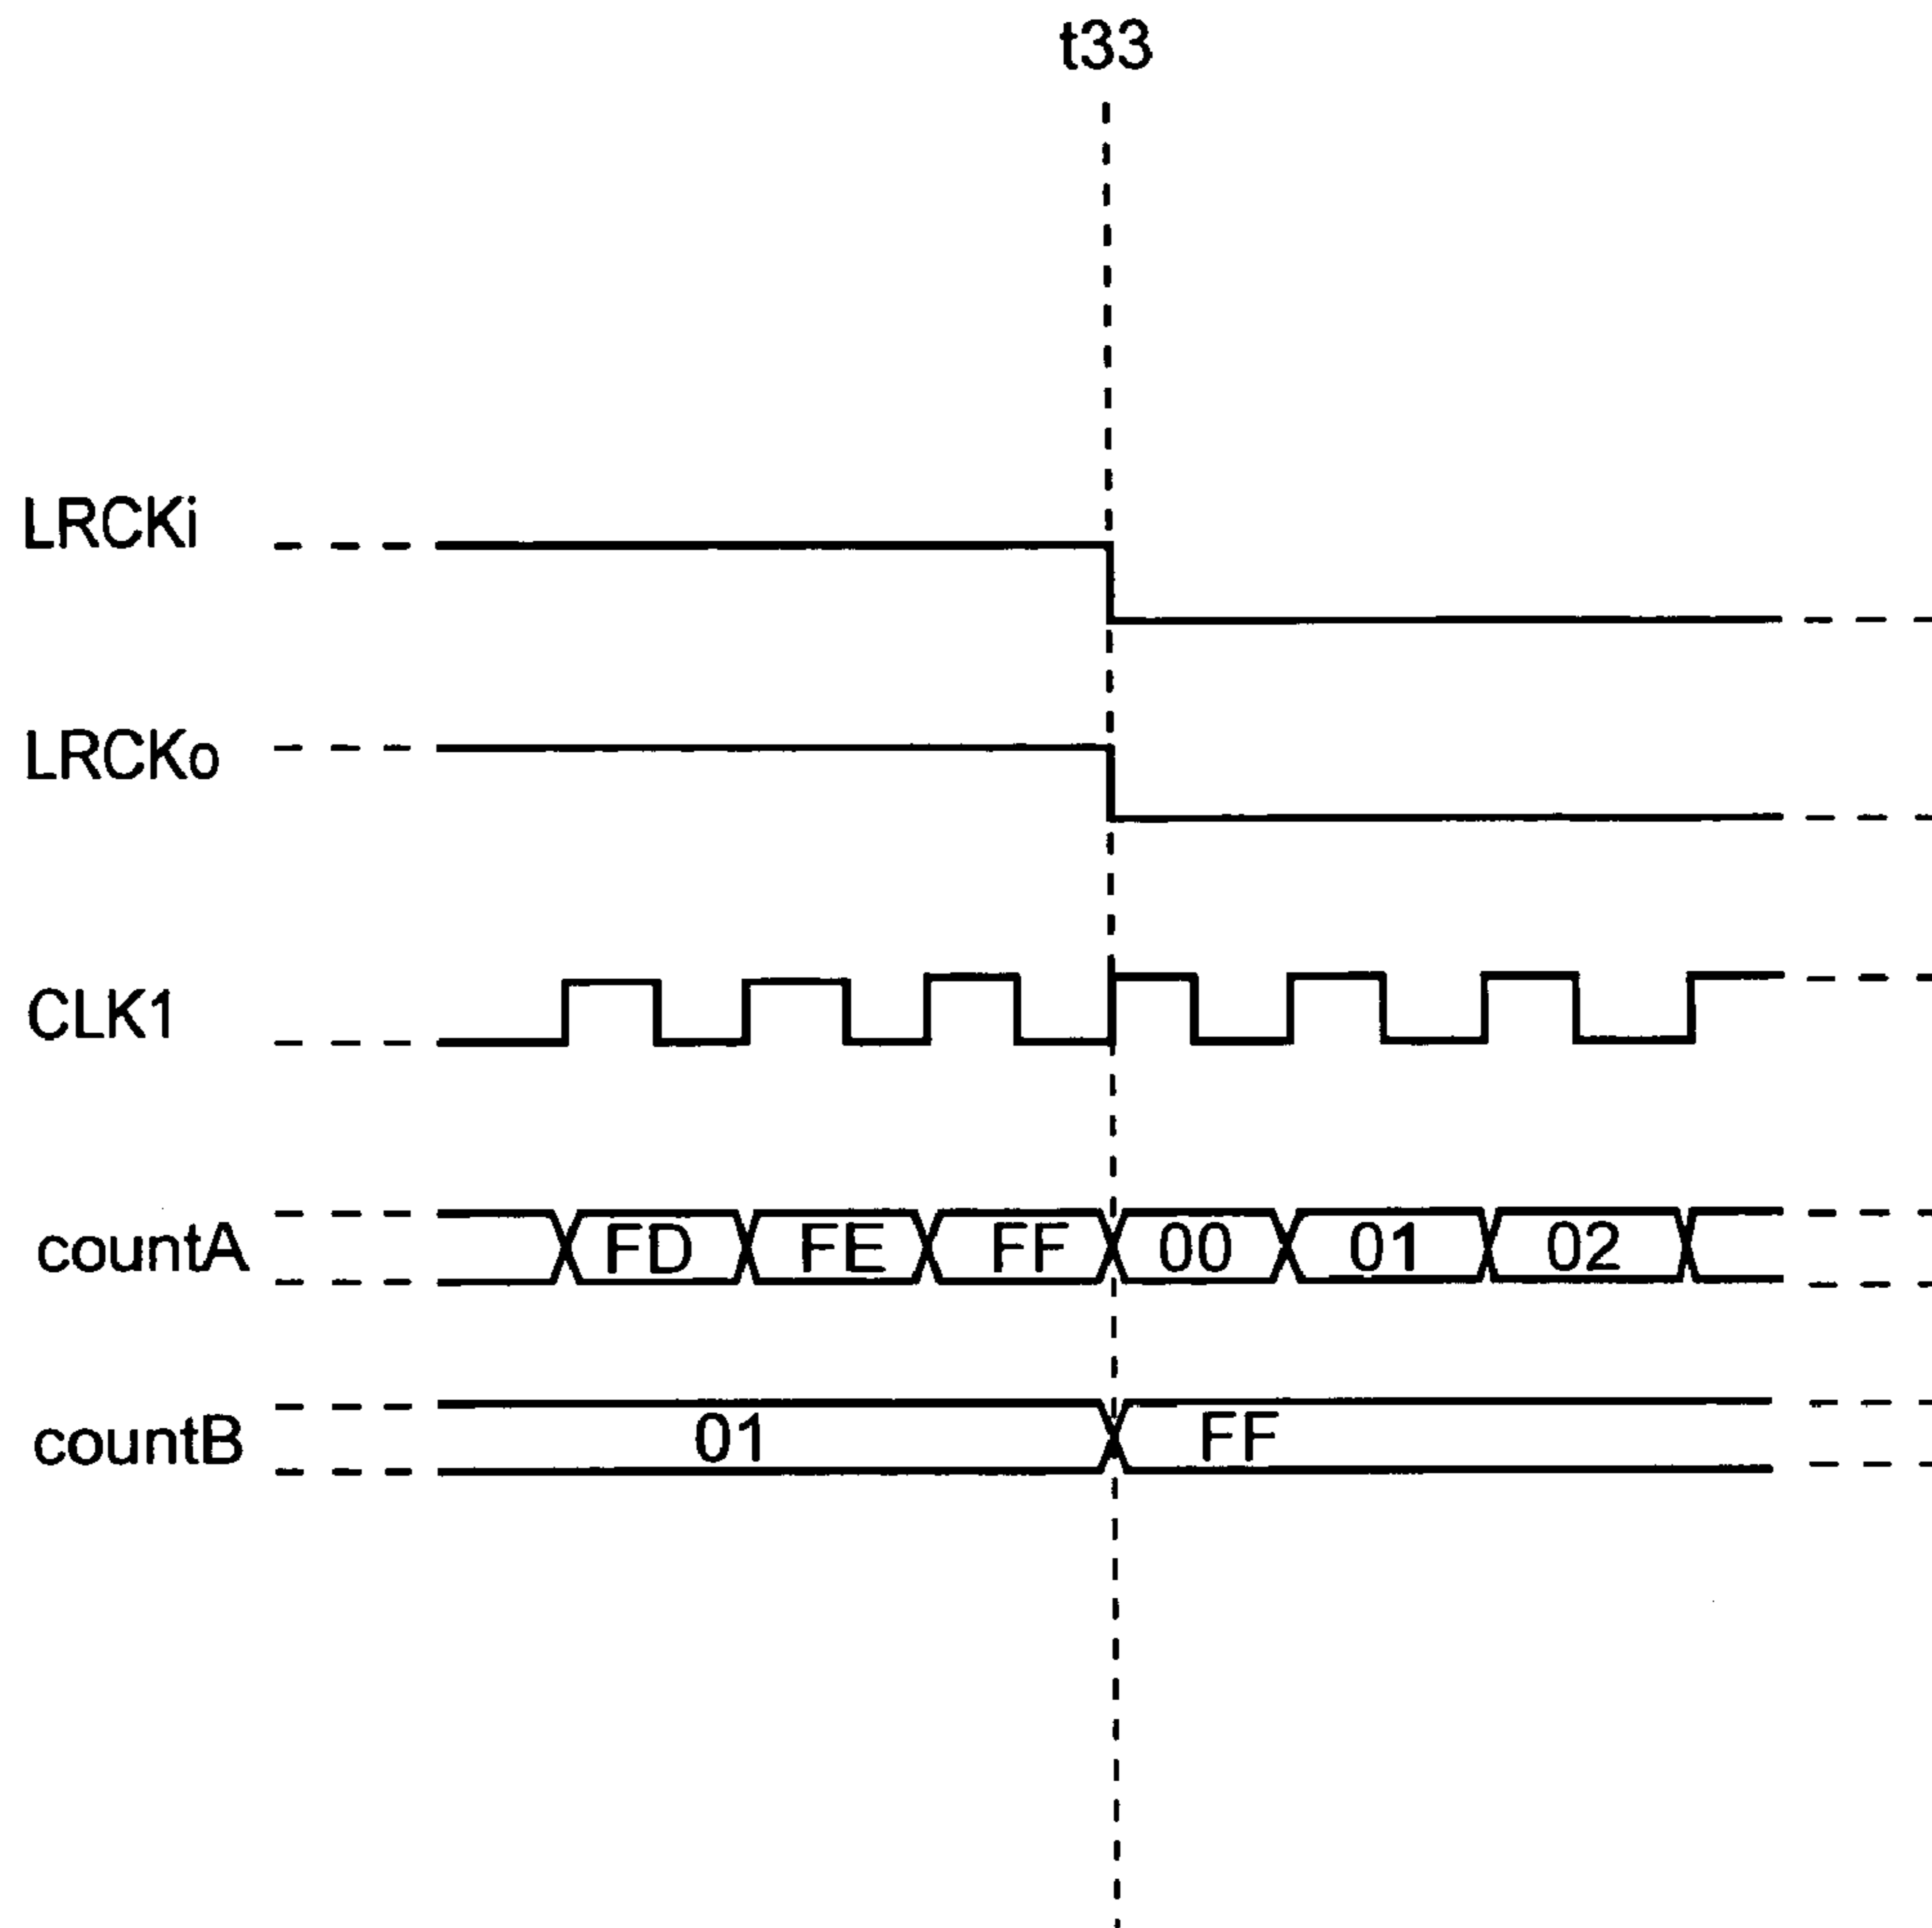 t33
LRCKi
LRCKo
CLK1
countA FD FE FF 00 01 02
countB 01 FF